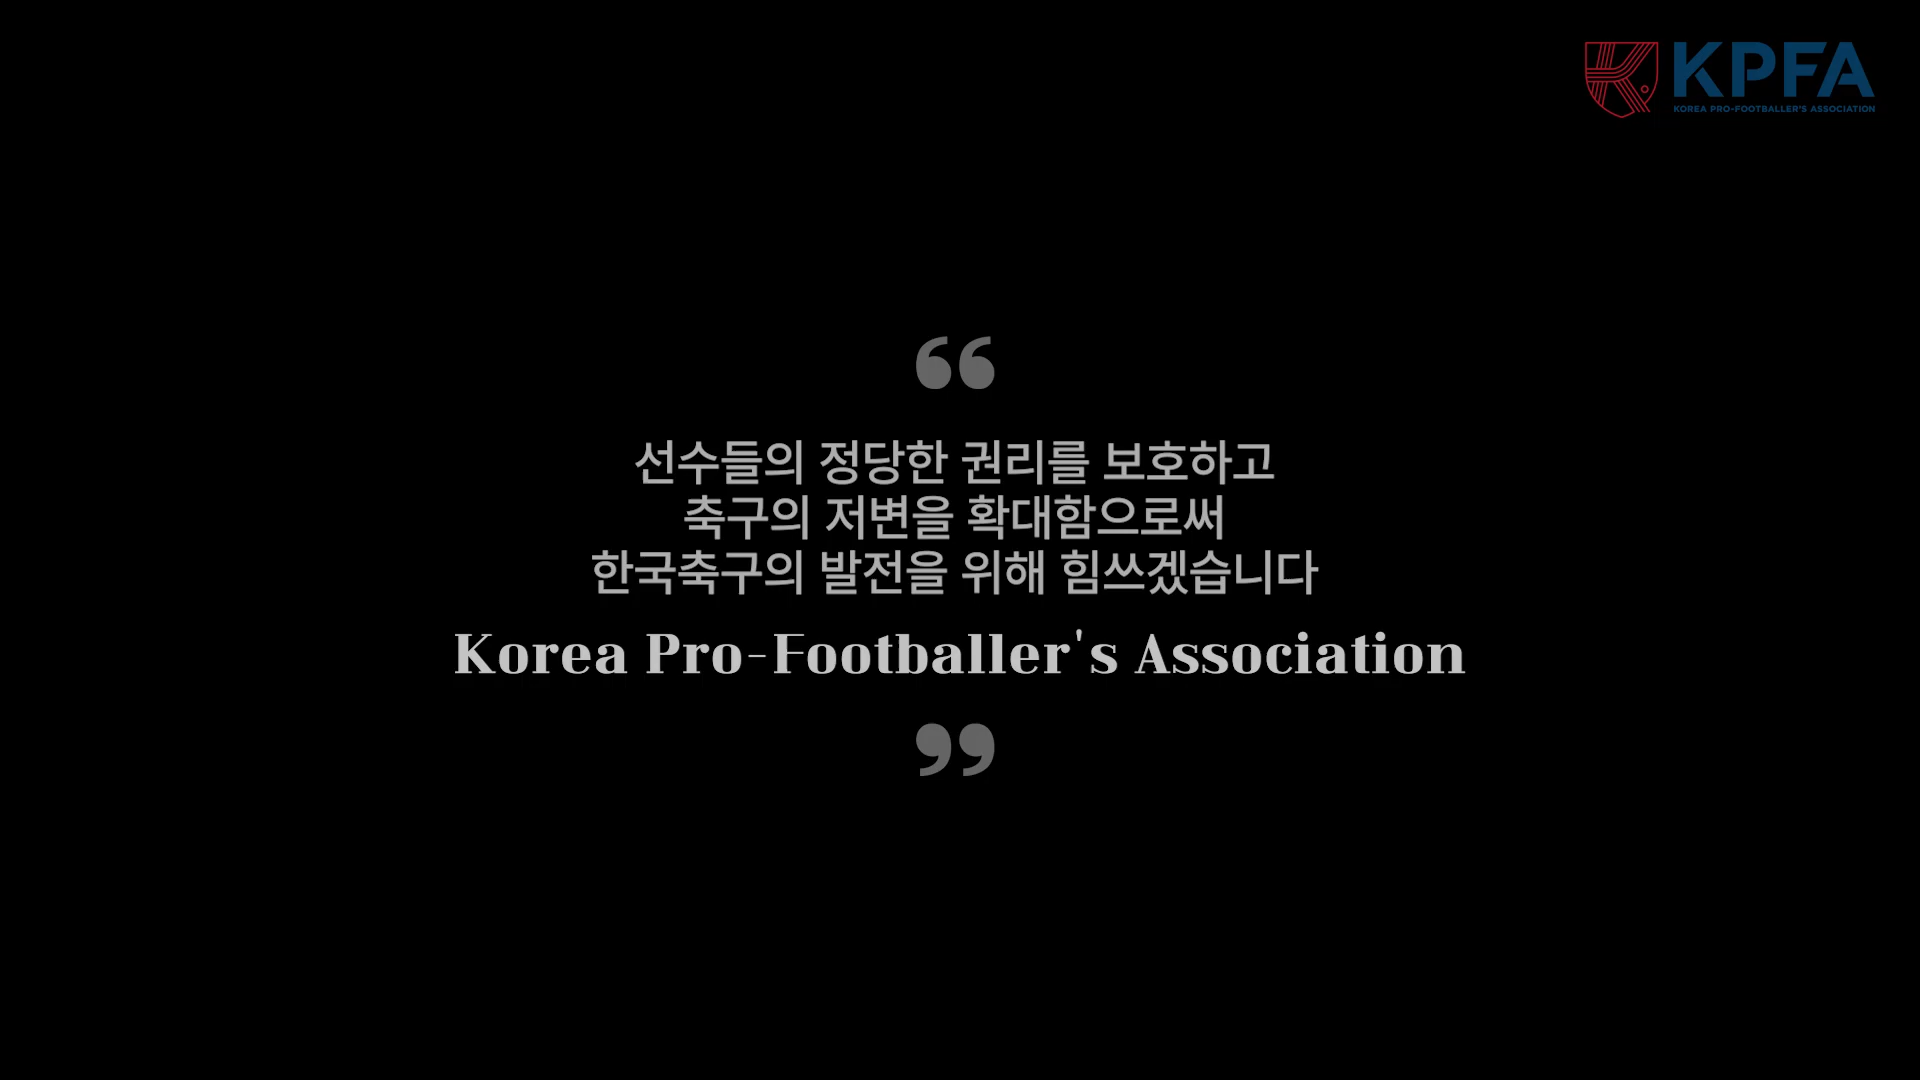 KPFA
KOREA PRO-FOOTBALLER'S ASSOCIATION
“
선수들의 정당한 권리를 보호하고
축구의 저변을 확대함으로써
한국축구의 발전을 위해 힘쓰겠습니다
Korea Pro-Footballer's Association
”